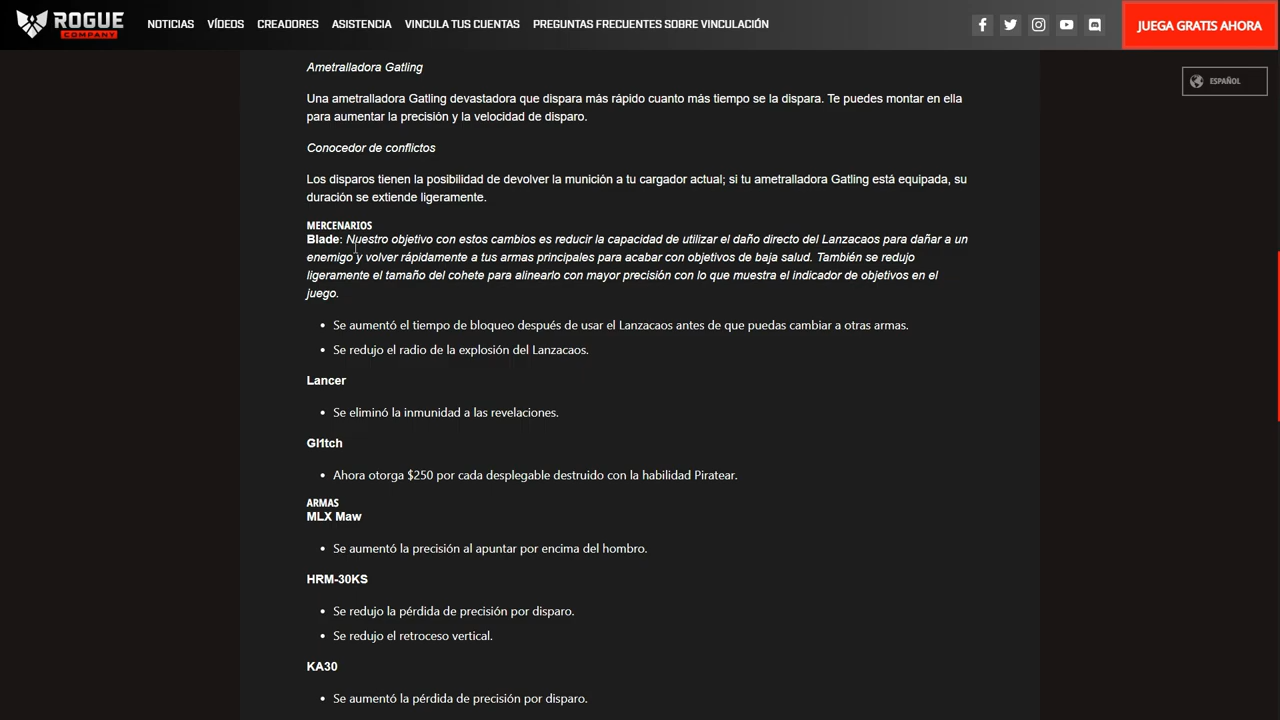 ROGUE
COMPANY
NOTICIAS VÍDEOS CREADORES ASISTENCIA VINCULA TUS CUENTAS PREGUNTAS FRECUENTES SOBRE VINCULACIÓN
JUEGA GRATIS AHORA
ESPAÑOL
Ametralladora Gatling
Una ametralladora Gatling devastadora que dispara más rápido cuanto más tiempo se la dispara. Te puedes montar en ella
para aumentar la precisión y la velocidad de disparo.
Conocedor de conflictos
Los disparos tienen la posibilidad de devolver la munición a tu cargador actual; si tu ametralladora Gatling está equipada, su
duración se extiende ligeramente.
MERCENARIOS
Blade: Nuestro objetivo con estos cambios es reducir la capacidad de utilizar el daño directo del Lanzacaos para dañar a un
enemigo y volver rápidamente a tus armas principales para acabar con objetivos de baja salud. También se redujo
ligeramente el tamaño del cohete para alinearlo con mayor precisión con lo que muestra el indicador de objetivos en el
juego.
• Se aumentó el tiempo de bloqueo después de usar el Lanzacaos antes de que puedas cambiar a otras armas.
• Se redujo el radio de la explosión del Lanzacaos.
Lancer
• Se eliminó la inmunidad a las revelaciones.
Gl1tch
• Ahora otorga $250 por cada desplegable destruido con la habilidad Piratear.
ARMAS
MLX Maw
• Se aumentó la precisión al apuntar por encima del hombro.
HRM-30KS
• Se redujo la pérdida de precisión por disparo.
• Se redujo el retroceso vertical.
KA30
• Se aumentó la pérdida de precisión por disparo.